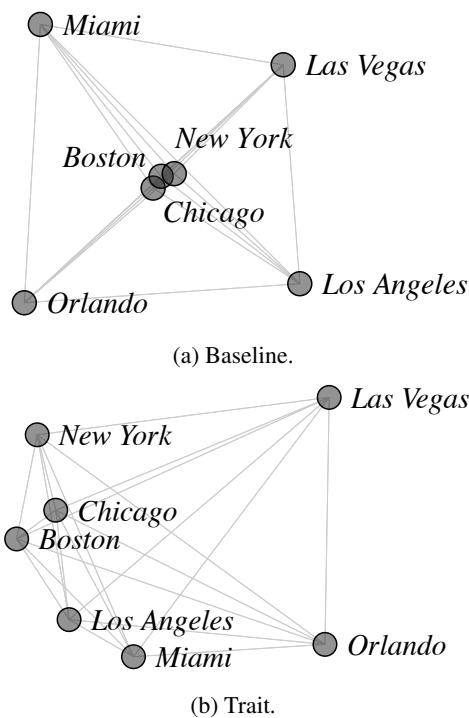 Miami
Las Vegas
New York
Boston
Chicago
Los Angeles
Orlando
(a) Baseline.
Las Vegas
New York
Chicago
Boston
Los Angeles
Orlando
Miami
(b) Trait.